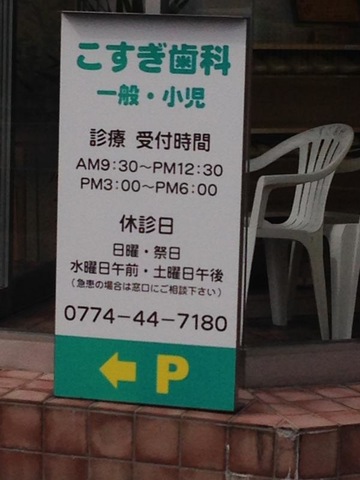 こすぎ歯科
一般・小児
診療 受付時間
AM9:30〜PM12:30
PM3:00〜PM6:00
休診日
日曜・祭日
水曜日午前・土曜日午後
(急患の場合は窓口にご相談下さい)
0774-44-7180
← P